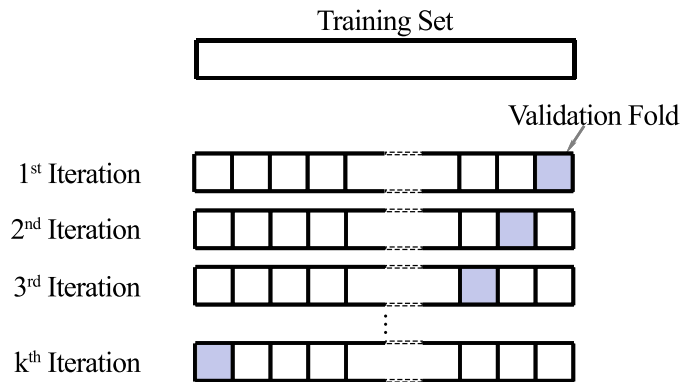 Training Set
Validation Fold
1st Iteration
2nd Iteration
3rd Iteration
kth Iteration